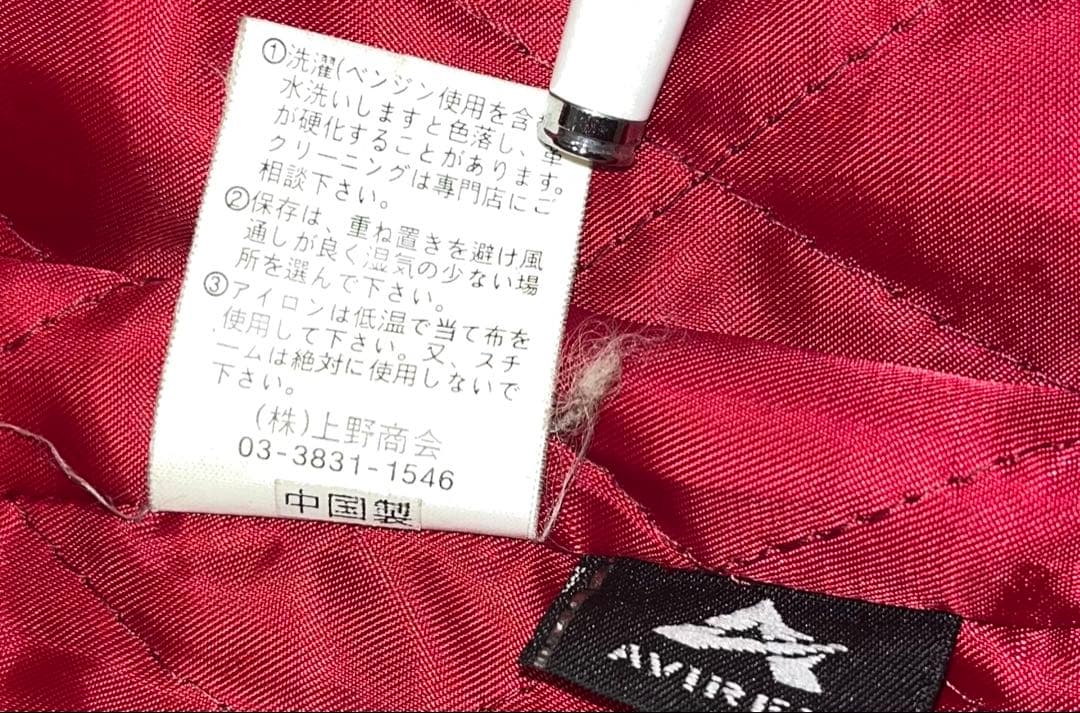 ①洗濯(ベンジン使用を含
水洗いしますと色落し、革
が硬化することがあります。
クリーニングは専門店にご
相談下さい。
②保存は、重ね置きを避け風
通しが良く湿気の少ない場
所を選んで下さい。
③アイロンは低温で当て布を
使用して下さい。又、スチ
ームは絶対に使用しないで
下さい。
(株)上野商会
03-3831-1546
中国製
AVIRE